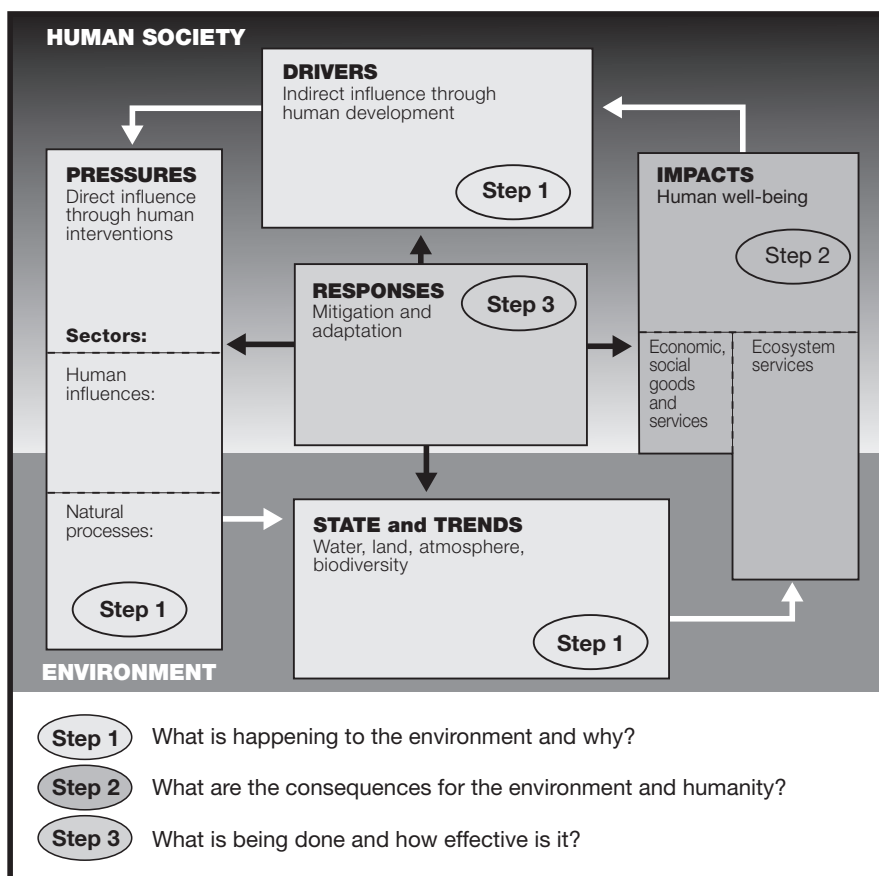 HUMAN SOCIETY
DRIVERS
Indirect influence through
human development
Step 1
PRESSURES
Direct influence
through human
interventions
Sectors:
Human
influences:
Natural
processes:
Step 1
IMPACTS
Human well-being
Step 2
Economic,
social
goods
and
services
Ecosystem
services
RESPONSES
Mitigation and
adaptation
Step 3
STATE and TRENDS
Water, land, atmosphere,
biodiversity
Step 1
ENVIRONMENT
Step 1 What is happening to the environment and why?
Step 2 What are the consequences for the environment and humanity?
Step 3 What is being done and how effective is it?